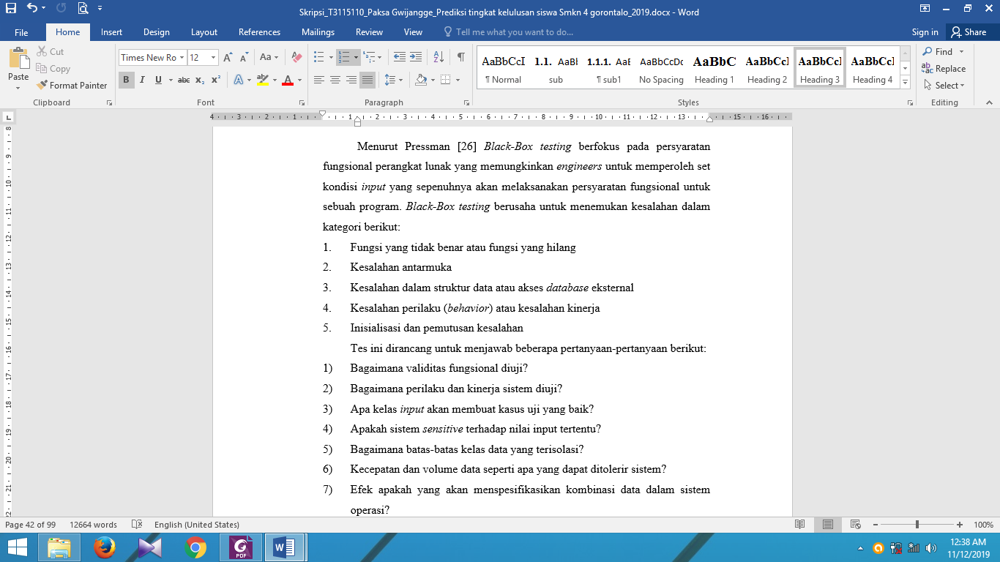 Skripsi_T3115110_Paksa Gwijangge_Prediksi tingkat kelulusan siswa Smkn 4 gorontalo_2019.docx - Word
File Home Insert Design Layout References Mailings Review View Tell me what you want to do... Sign in Share
Paste
Cut
Copy
Format Painter
Clipboard
Times New Ro 12
B I U abc x₂ x²
Font
Paragraph
AaBbCcI 1.1. AaBb 1.1.1. AaB AaBbCcDc AaBbC AaBbCcI AaBbCcI AaBbCcI
¶ Normal sub ¶ sub1 No Spacing Heading 1 Heading 2 Heading 3 Heading 4
Styles
Find
Replace
Select
Editing
Menurut Pressman [26] Black-Box testing berfokus pada persyaratan
fungsional perangkat lunak yang memungkinkan engineers untuk memperoleh set
kondisi input yang sepenuhnya akan melaksanakan persyaratan fungsional untuk
sebuah program. Black-Box testing berusaha untuk menemukan kesalahan dalam
kategori berikut:
1. Fungsi yang tidak benar atau fungsi yang hilang
2. Kesalahan antarmuka
3. Kesalahan dalam struktur data atau akses database eksternal
4. Kesalahan perilaku (behavior) atau kesalahan kinerja
5. Inisialisasi dan pemutusan kesalahan
Tes ini dirancang untuk menjawab beberapa pertanyaan-pertanyaan berikut:
1) Bagaimana validitas fungsional diuji?
2) Bagaimana perilaku dan kinerja sistem diuji?
3) Apa kelas input akan membuat kasus uji yang baik?
4) Apakah sistem sensitive terhadap nilai input tertentu?
5) Bagaimana batas-batas kelas data yang terisolasi?
6) Kecepatan dan volume data seperti apa yang dapat ditolerir sistem?
7) Efek apakah yang akan menspesifikasikan kombinasi data dalam sistem
operasi?
Page 42 of 99 12664 words English (United States) 100%
12:38 AM
11/12/2019